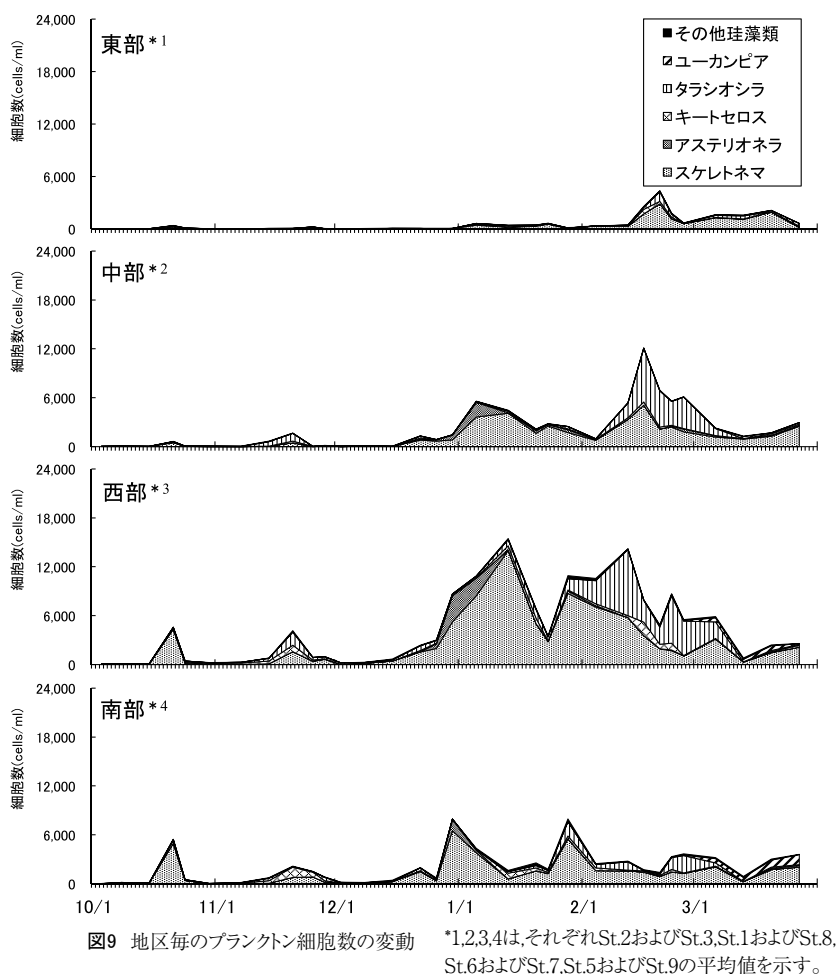 24,000
18,000
12,000
6,000
0
細胞数(cells/ml)
東部*1
その他珪藻類
ユーカンピア
タラシオシラ
キートセロス
アステリオネラ
スケレトネマ
24,000
18,000
12,000
6,000
0
細胞数(cells/ml)
中部*2
24,000
18,000
12,000
6,000
0
細胞数(cells/ml)
西部*3
24,000
18,000
12,000
6,000
0
細胞数(cells/ml)
南部*4
10/1 11/1 12/1 1/1 2/1 3/1
図9 地区毎のプランクトン細胞数の変動
*1,2,3,4は,それぞれSt.2およびSt.3,St.1およびSt.8,
St.6およびSt.7,St.5およびSt.9の平均値を示す。